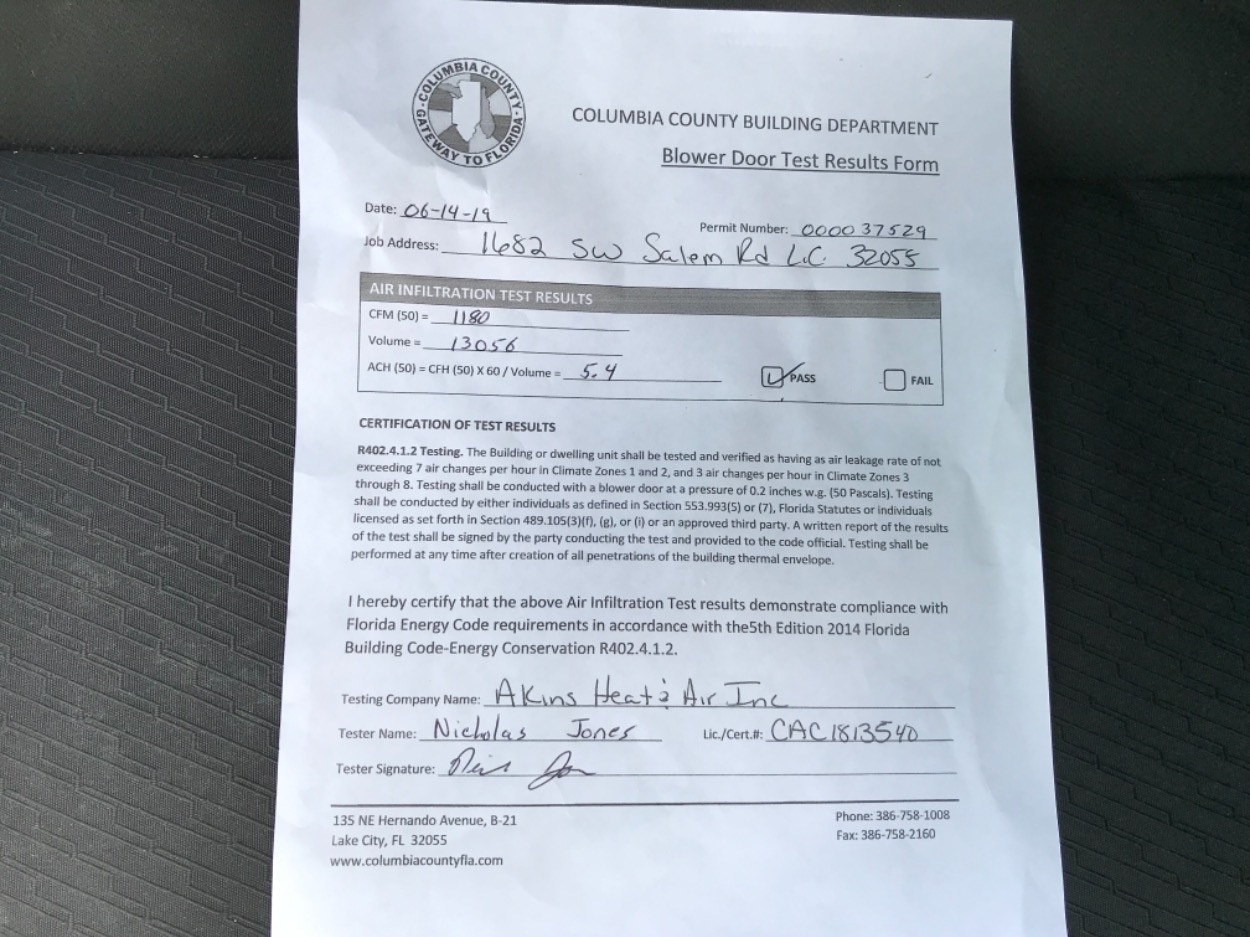 COLUMBIA COUNTY
GATEWAY TO FLORIDA
COLUMBIA COUNTY BUILDING DEPARTMENT
Blower Door Test Results Form
Date: 06-14-19
Permit Number: 000037529
Job Address: 1682 SW Salem Rd L.C. 32055
AIR INFILTRATION TEST RESULTS
CFM (50) = 1180
Volume = 13056
ACH (50) = CFH (50) X 60 / Volume = 5.4 PASS FAIL
CERTIFICATION OF TEST RESULTS
R402.4.1.2 Testing. The Building or dwelling unit shall be tested and verified as having as air leakage rate of not
exceeding 7 air changes per hour in Climate Zones 1 and 2, and 3 air changes per hour in Climate Zones 3
through 8. Testing shall be conducted with a blower door at a pressure of 0.2 inches w.g. (50 Pascals). Testing
shall be conducted by either individuals as defined in Section 553.993(5) or (7), Florida Statutes or individuals
licensed as set forth in Section 489.105(3)(f), (g), or (i) or an approved third party. A written report of the results
of the test shall be signed by the party conducting the test and provided to the code official. Testing shall be
performed at any time after creation of all penetrations of the building thermal envelope.
I hereby certify that the above Air Infiltration Test results demonstrate compliance with
Florida Energy Code requirements in accordance with the5th Edition 2014 Florida
Building Code-Energy Conservation R402.4.1.2.
Testing Company Name: Akins Heat & Air Inc
Tester Name: Nicholas Jones Lic./Cert.#: CAC1813540
Tester Signature:
135 NE Hernando Avenue, B-21
Lake City, FL 32055
www.columbiacountyfla.com
Phone: 386-758-1008
Fax: 386-758-2160